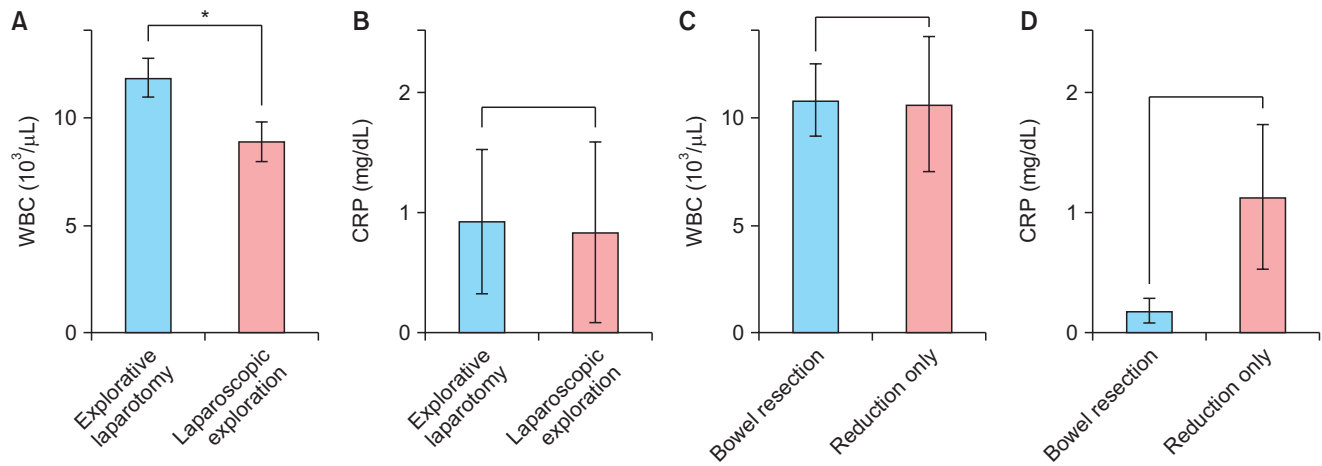 A
*
WBC (10³/µL)
10
5
0
Explorative
laparotomy
Laparoscopic
exploration
B
CRP (mg/dL)
2
1
0
Explorative
laparotomy
Laparoscopic
exploration
C
WBC (10³/µL)
10
5
0
Bowel resection
Reduction only
D
CRP (mg/dL)
2
1
0
Bowel resection
Reduction only